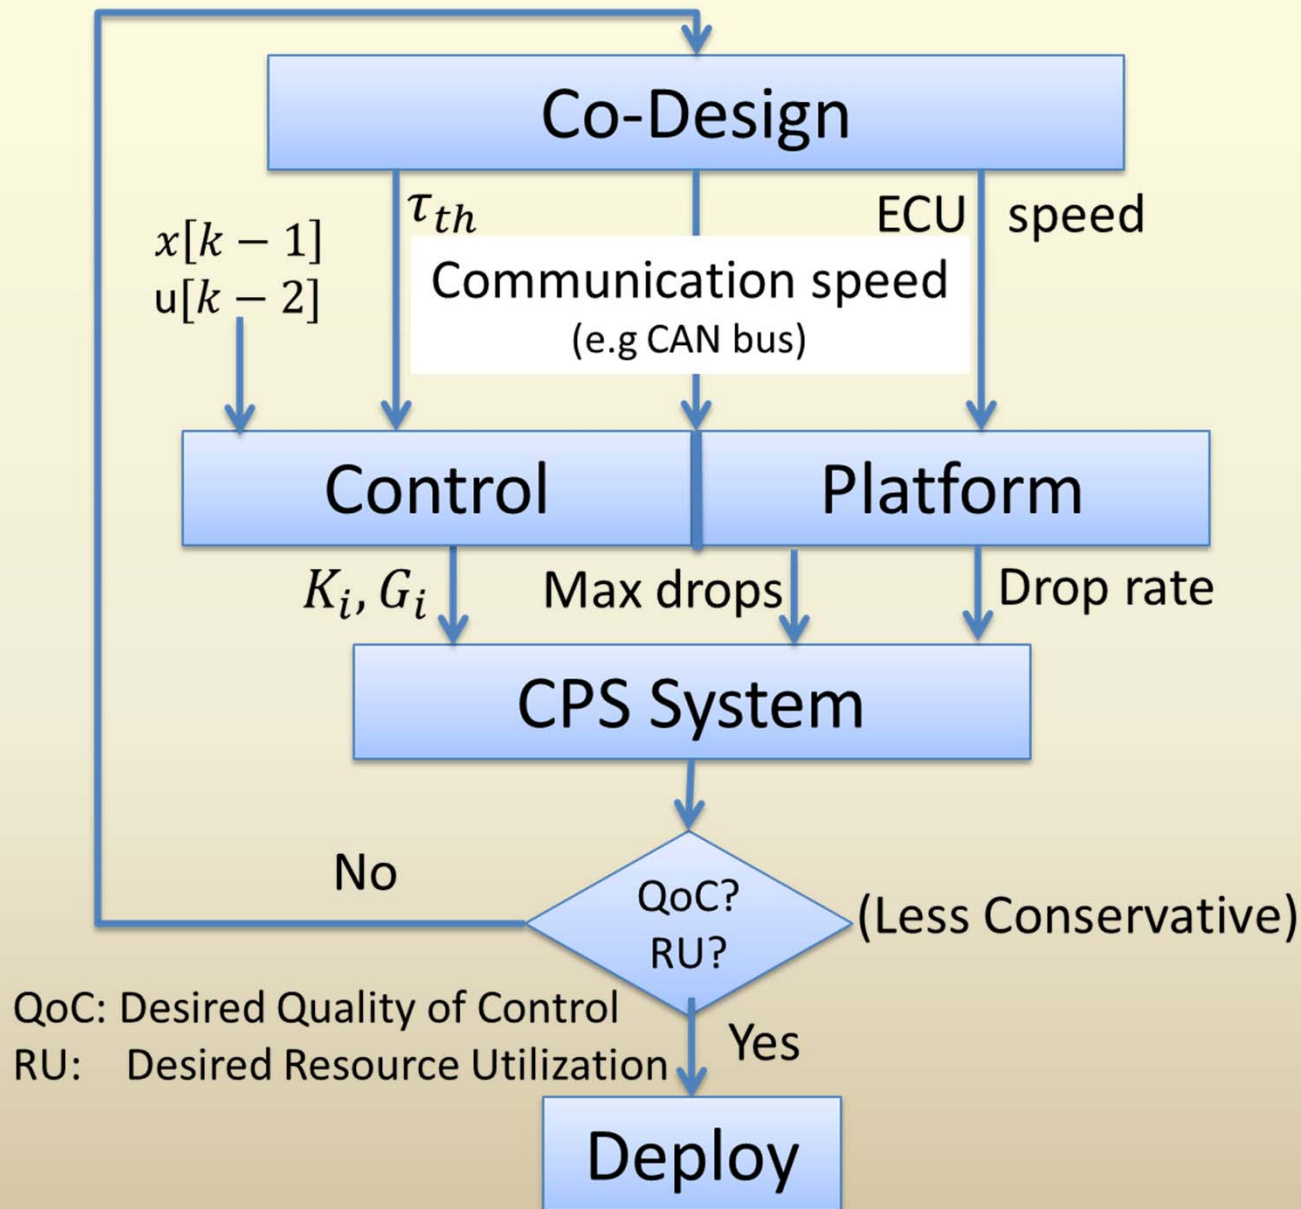 Co-Design
τ_th
ECU speed
x[k − 1]
u[k − 2]
Communication speed
(e.g CAN bus)
Control
Platform
K_i, G_i
Max drops
Drop rate
CPS System
No
QoC?
RU?
(Less Conservative)
QoC: Desired Quality of Control
RU: Desired Resource Utilization
Yes
Deploy